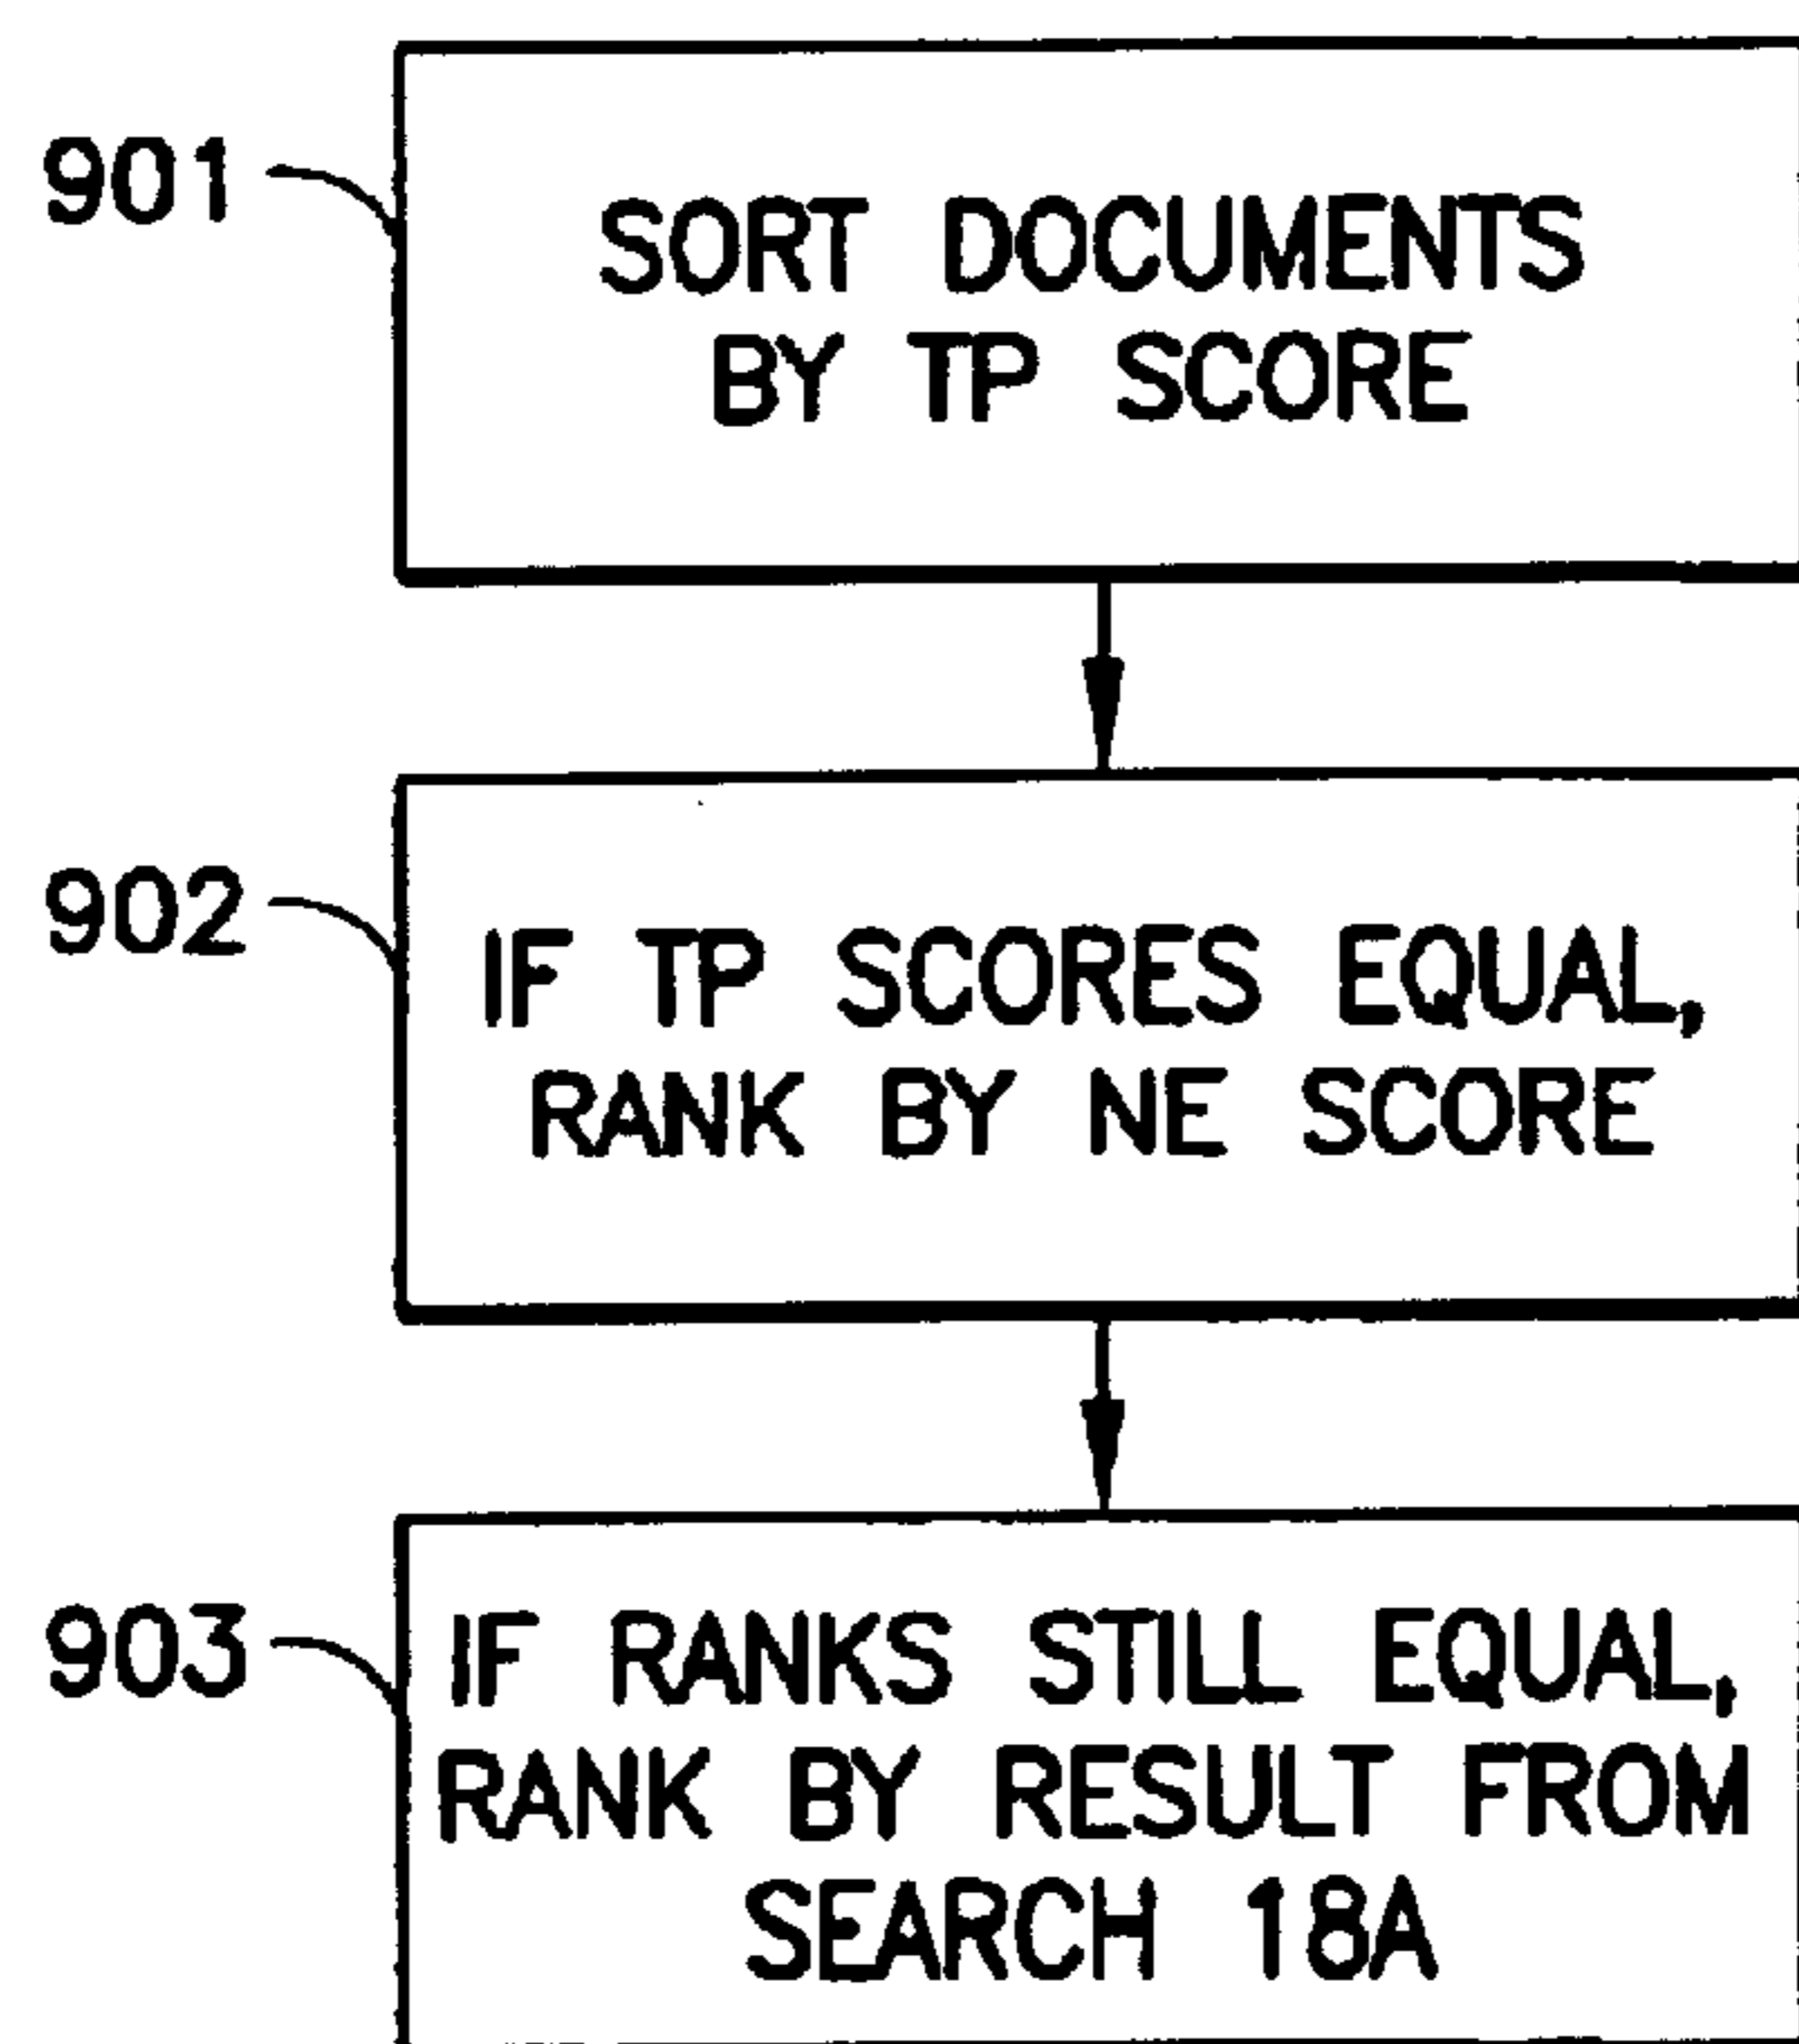 901
SORT DOCUMENTS
BY TP SCORE
902
IF TP SCORES EQUAL,
RANK BY NE SCORE
903
IF RANKS STILL EQUAL,
RANK BY RESULT FROM
SEARCH 18A